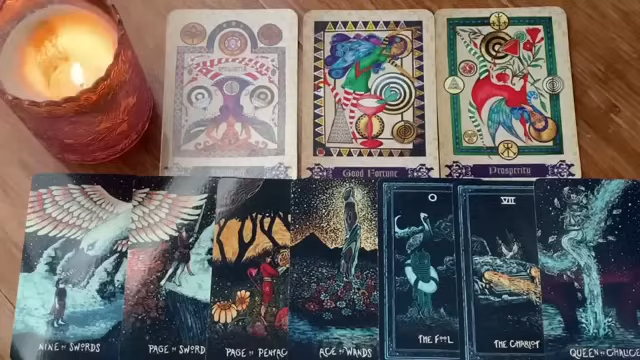 Good Fortune
Prosperity
NINE OF SWORDS
PAGE OF SWORD
PAGE OF PENTAC
ACE OF WANDS
THE FOOL
VII
THE CHARIOT
QUEEN OF CHALIC